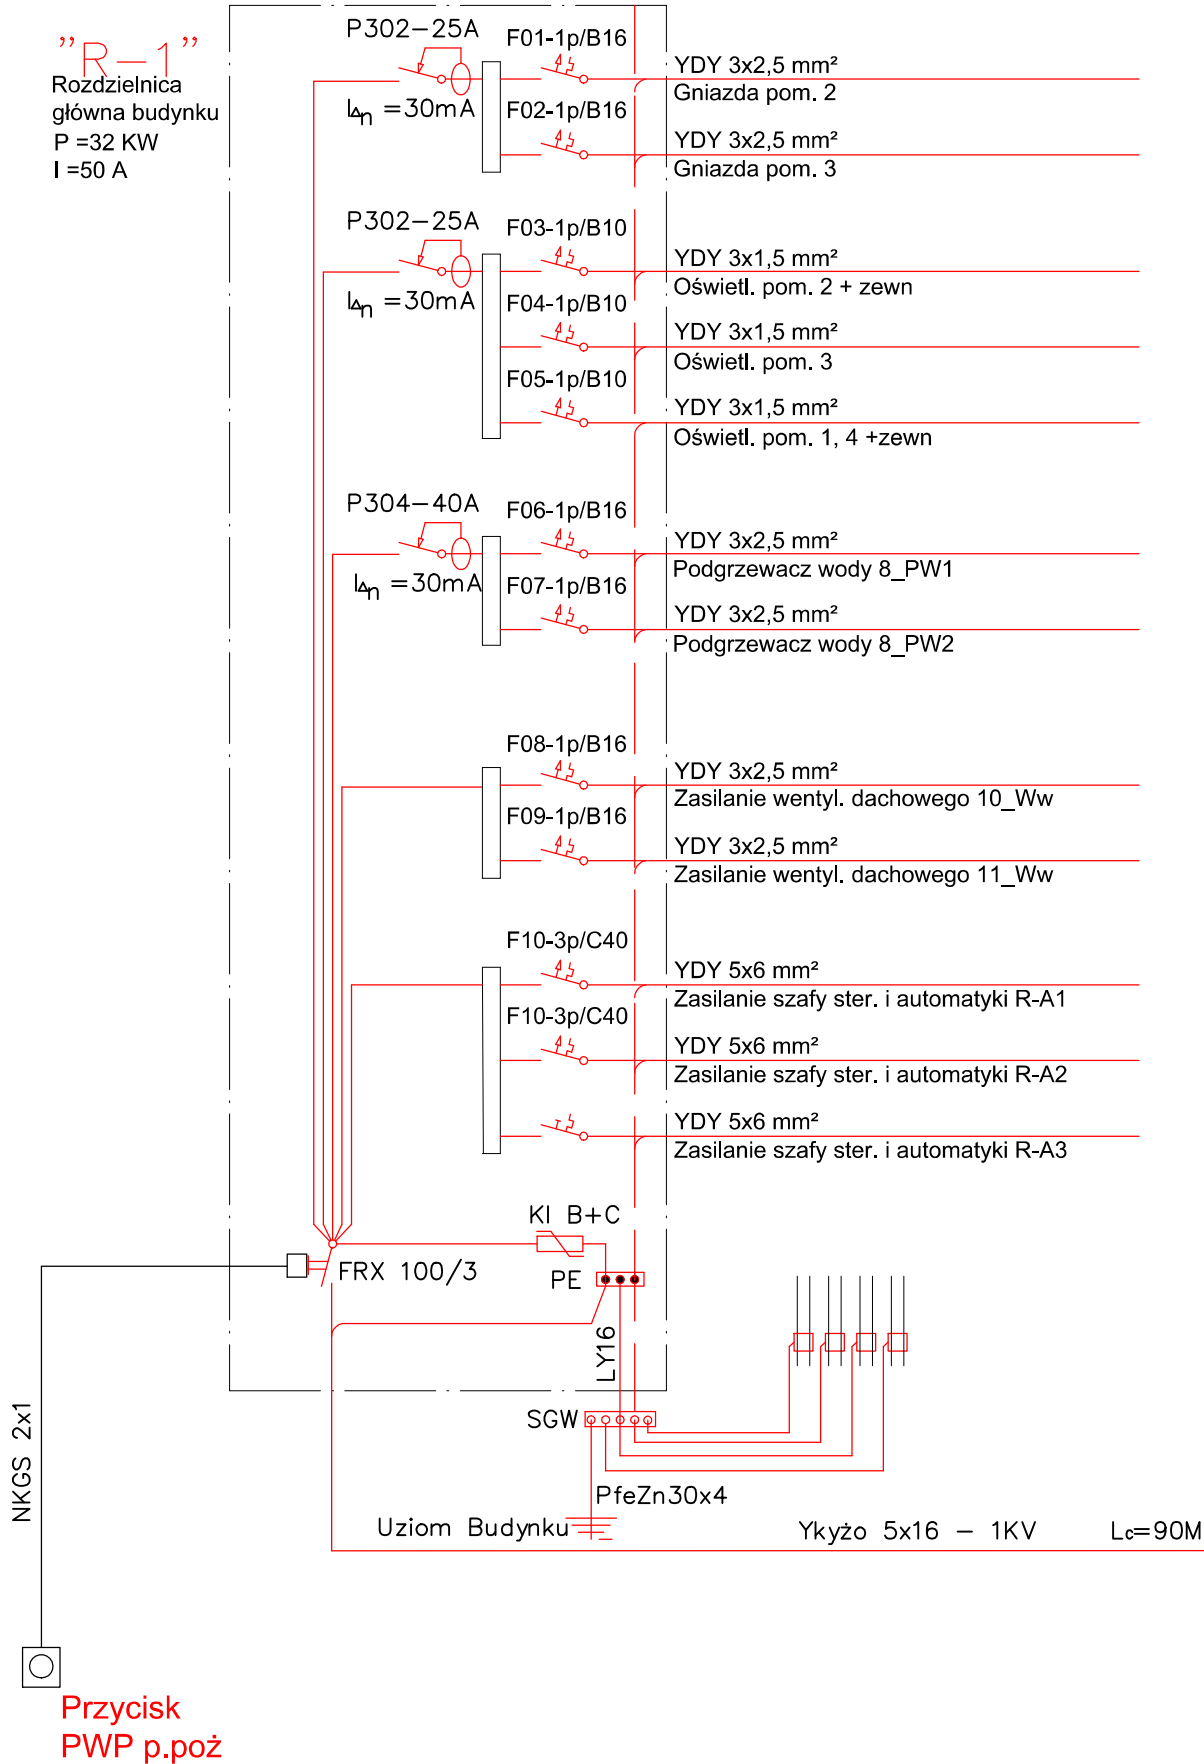 "R-1"
Rozdzielnica
główna budynku
P =32 KW
I =50 A
P302-25A
I∆n =30mA
F01-1p/B16
YDY 3x2,5 mm²
Gniazda pom. 2
F02-1p/B16
YDY 3x2,5 mm²
Gniazda pom. 3
P302-25A
I∆n =30mA
F03-1p/B10
YDY 3x1,5 mm²
Oświetl. pom. 2 + zewn
F04-1p/B10
YDY 3x1,5 mm²
Oświetl. pom. 3
F05-1p/B10
YDY 3x1,5 mm²
Oświetl. pom. 1, 4 +zewn
P304-40A
I∆n =30mA
F06-1p/B16
YDY 3x2,5 mm²
Podgrzewacz wody 8_PW1
F07-1p/B16
YDY 3x2,5 mm²
Podgrzewacz wody 8_PW2
F08-1p/B16
YDY 3x2,5 mm²
Zasilanie wentyl. dachowego 10_Ww
F09-1p/B16
YDY 3x2,5 mm²
Zasilanie wentyl. dachowego 11_Ww
F10-3p/C40
YDY 5x6 mm²
Zasilanie szafy ster. i automatyki R-A1
F10-3p/C40
YDY 5x6 mm²
Zasilanie szafy ster. i automatyki R-A2
YDY 5x6 mm²
Zasilanie szafy ster. i automatyki R-A3
KI B+C
FRX 100/3
PE
LY16
SGW
PfeZn30x4
Uziom Budynku
Ykyżo 5x16 - 1KV
Lc=90M
NKGS 2x1
Przycisk
PWP p.poż